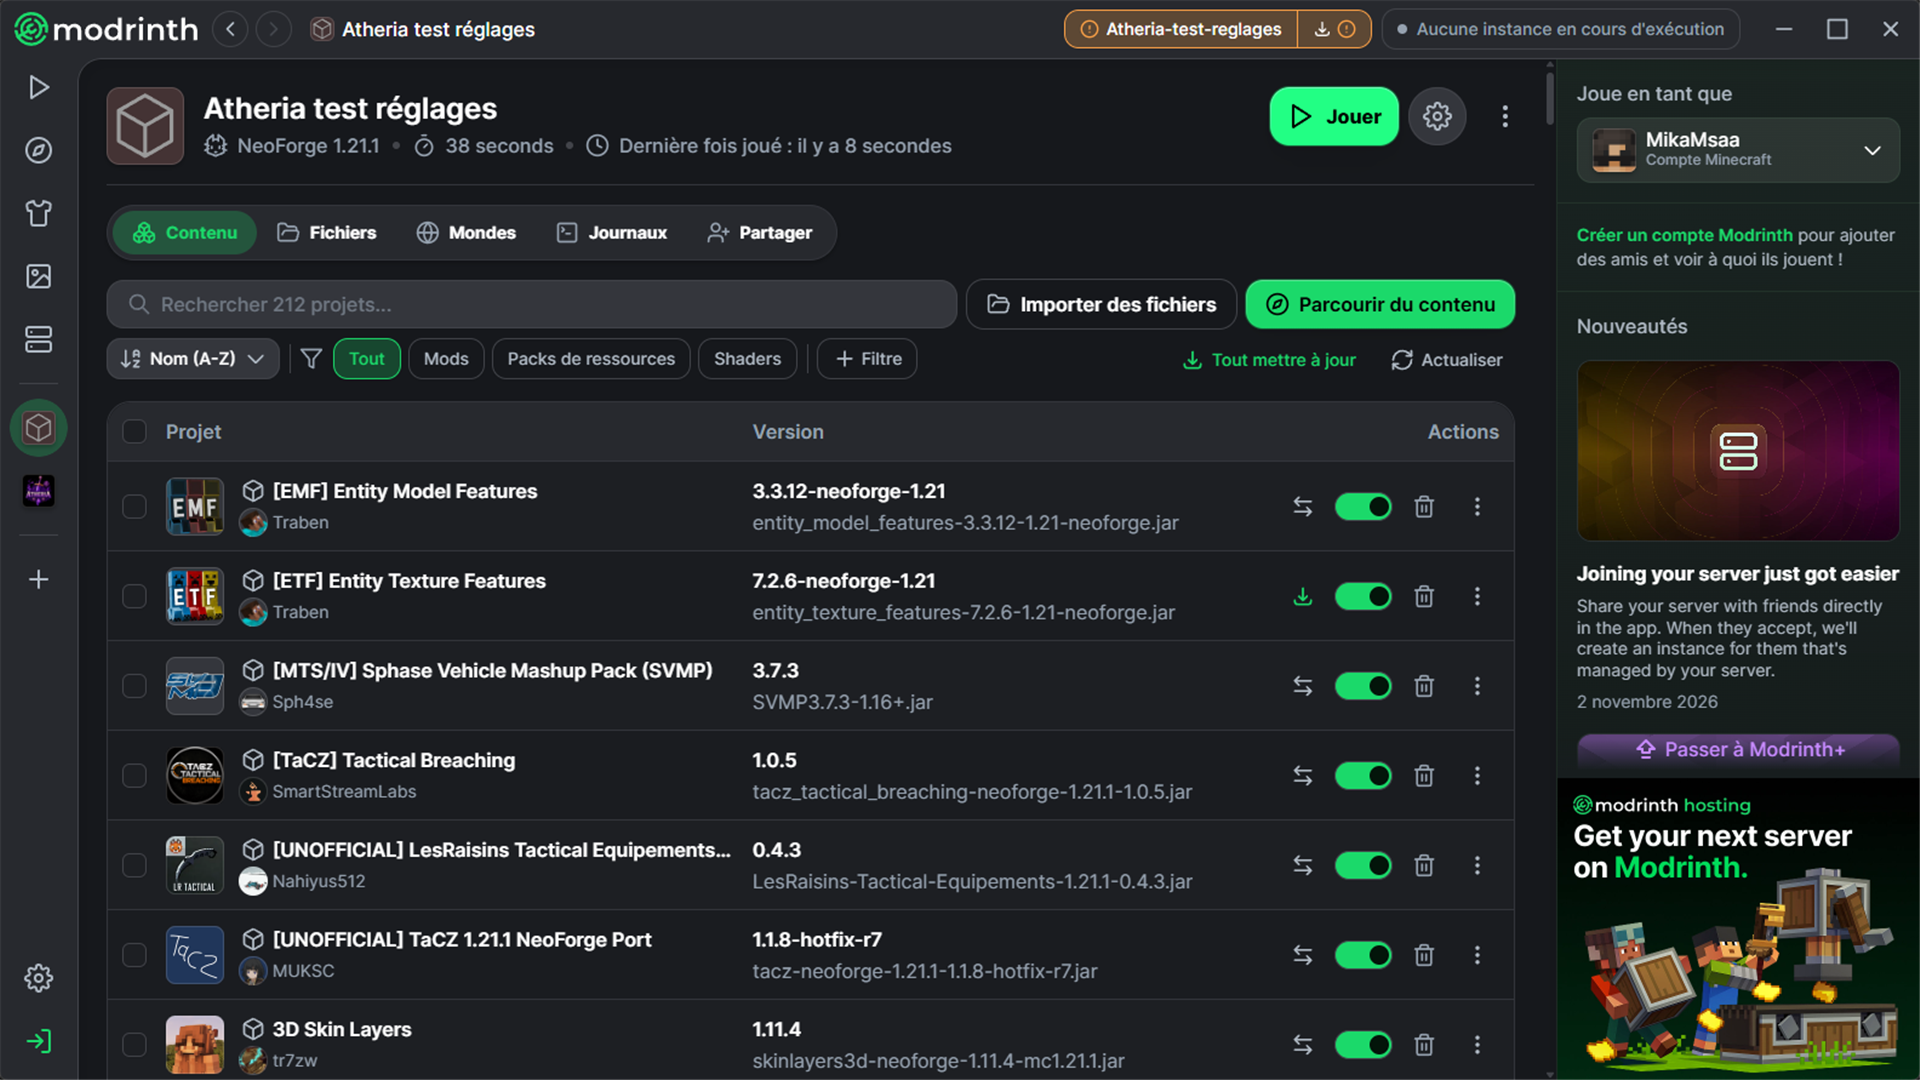 modrinth
Atheria test réglages
Atheria-test-reglages
Aucune instance en cours d'exécution
Atheria test réglages
NeoForge 1.21.1 • 38 seconds • Dernière fois joué : il y a 8 secondes
Jouer
Contenu
Fichiers
Mondes
Journaux
Partager
Rechercher 212 projets...
Importer des fichiers
Parcourir du contenu
Nom (A-Z)
Tout
Mods
Packs de ressources
Shaders
Filtre
Tout mettre à jour
Actualiser
Projet
Version
Actions
EMF
[EMF] Entity Model Features
Traben
3.3.12-neoforge-1.21
entity_model_features-3.3.12-1.21-neoforge.jar
ETF
[ETF] Entity Texture Features
Traben
7.2.6-neoforge-1.21
entity_texture_features-7.2.6-1.21-neoforge.jar
[MTS/IV] Sphase Vehicle Mashup Pack (SVMP)
Sph4se
3.7.3
SVMP3.7.3-1.16+.jar
TACZ
TACTICAL
BREACHING
[TaCZ] Tactical Breaching
SmartStreamLabs
1.0.5
tacz_tactical_breaching-neoforge-1.21.1-1.0.5.jar
LR TACTICAL
[UNOFFICIAL] LesRaisins Tactical Equipements...
Nahiyus512
0.4.3
LesRaisins-Tactical-Equipements-1.21.1-0.4.3.jar
TacZ
[UNOFFICIAL] TaCZ 1.21.1 NeoForge Port
MUKSC
1.1.8-hotfix-r7
tacz-neoforge-1.21.1-1.1.8-hotfix-r7.jar
3D Skin Layers
tr7zw
1.11.4
skinlayers3d-neoforge-1.11.4-mc1.21.1.jar
Joue en tant que
MikaMsaa
Compte Minecraft
Créer un compte Modrinth pour ajouter
des amis et voir à quoi ils jouent !
Nouveautés
Joining your server just got easier
Share your server with friends directly
in the app. When they accept, we'll
create an instance for them that's
managed by your server.
2 novembre 2026
Passer à Modrinth+
modrinth hosting
Get your next server
on Modrinth.